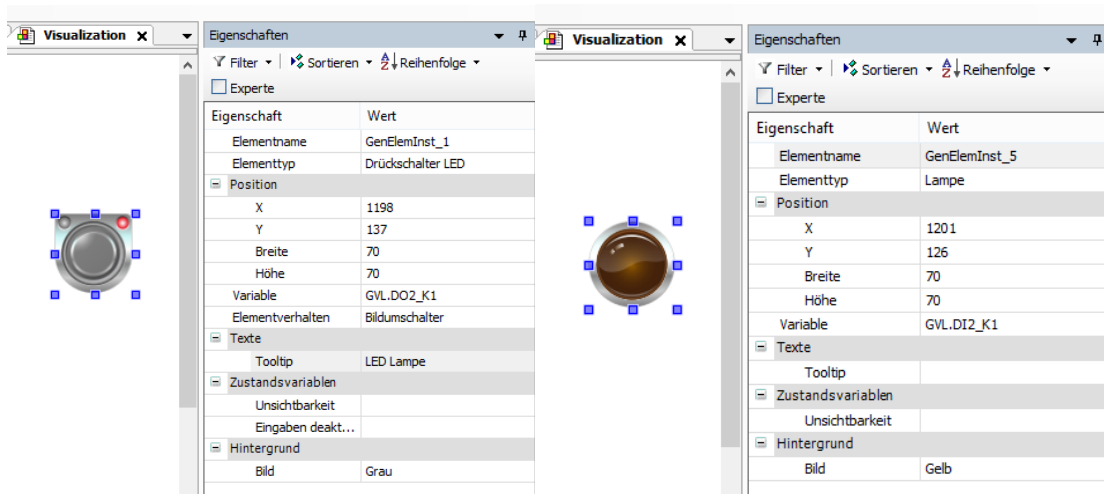 Visualization
Eigenschaften
Filter Sortieren Reihenfolge
Experte
Eigenschaft Wert
Elementname GenElemInst_1
Elementtyp Drückschalter LED
Position
X 1198
Y 137
Breite 70
Höhe 70
Variable GVL.DO2_K1
Elementverhalten Bildumschalter
Texte
Tooltip LED Lampe
Zustandsvariablen
Unsichtbarkeit
Eingaben deakt...
Hintergrund
Bild Grau
Visualization
Eigenschaften
Filter Sortieren Reihenfolge
Experte
Eigenschaft Wert
Elementname GenElemInst_5
Elementtyp Lampe
Position
X 1201
Y 126
Breite 70
Höhe 70
Variable GVL.DI2_K1
Texte
Tooltip
Zustandsvariablen
Unsichtbarkeit
Hintergrund
Bild Gelb